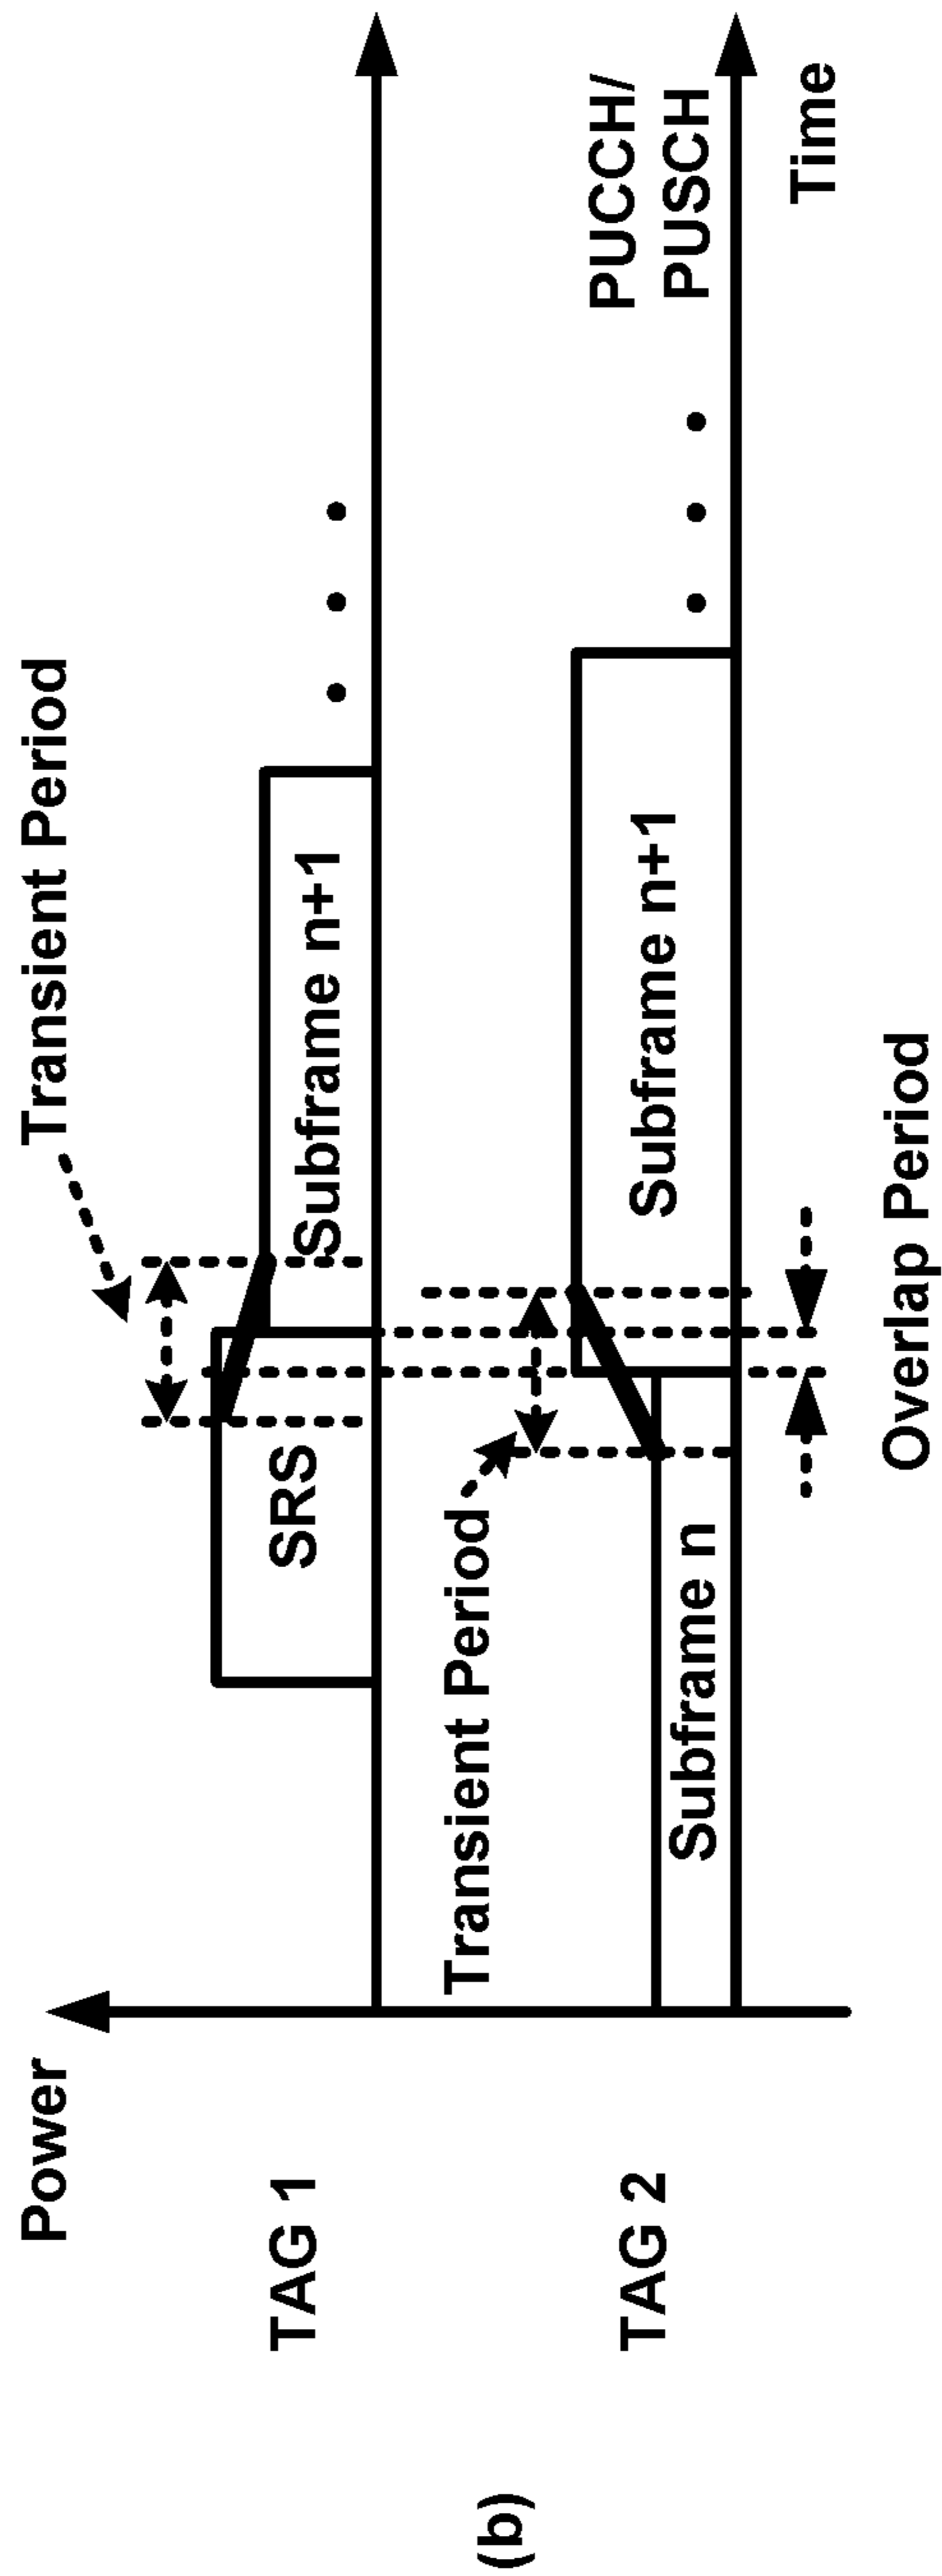 Power
Transient Period
TAG 1
SRS
Subframe n+1
Transient Period
PUCCH/
PUSCH
TAG 2
Subframe n
Subframe n+1
Time
Overlap Period
(b)